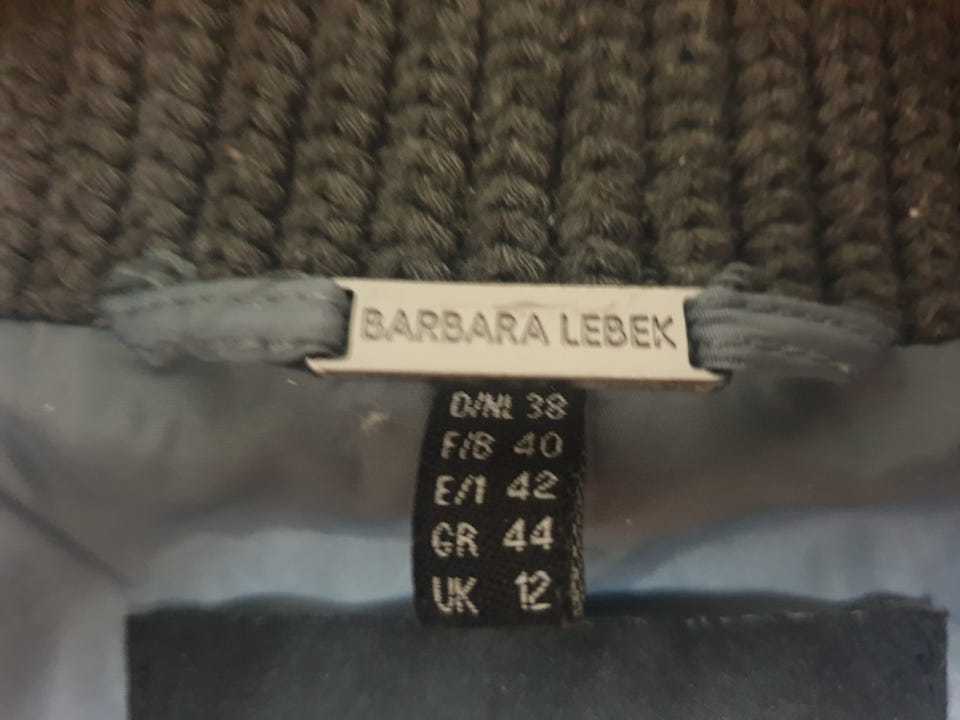 BARBARA LEBEK
D/NL 38
F/B 40
E/I 42
GR 44
UK 12